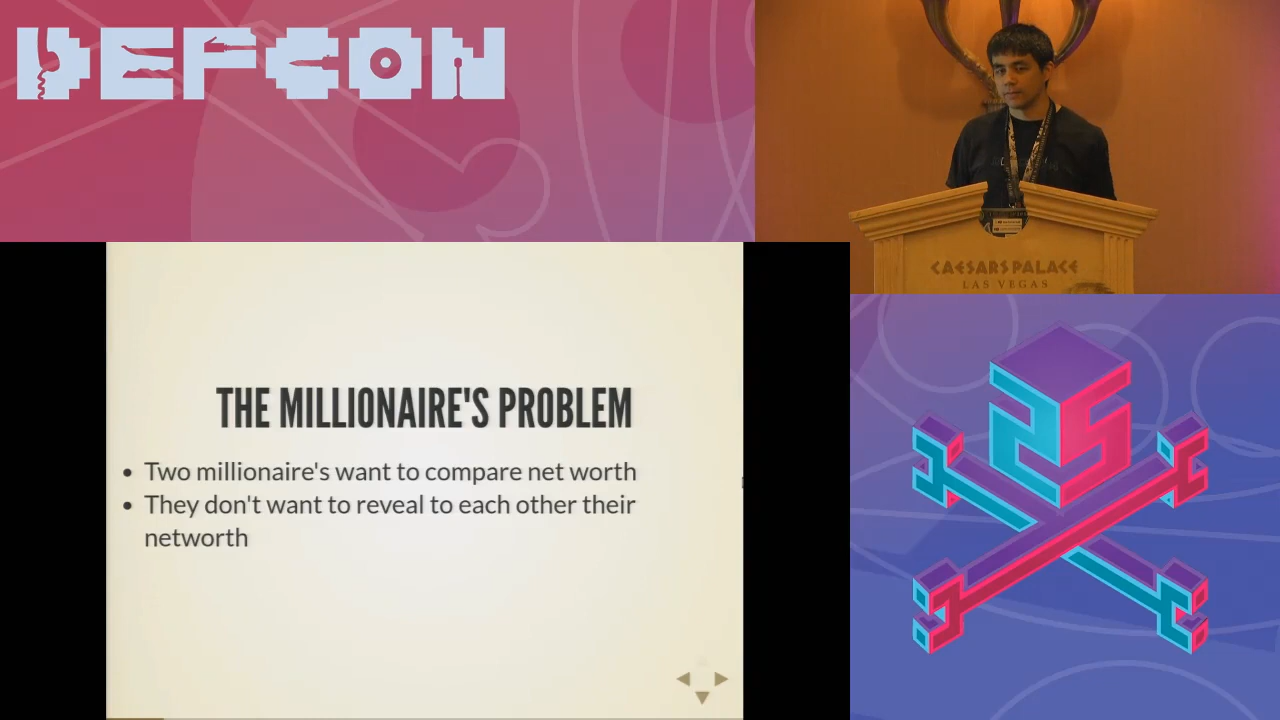 DEFCON
CAESARS PALACE
LAS VEGAS
THE MILLIONAIRE'S PROBLEM
• Two millionaire's want to compare net worth
• They don't want to reveal to each other their
networth
25